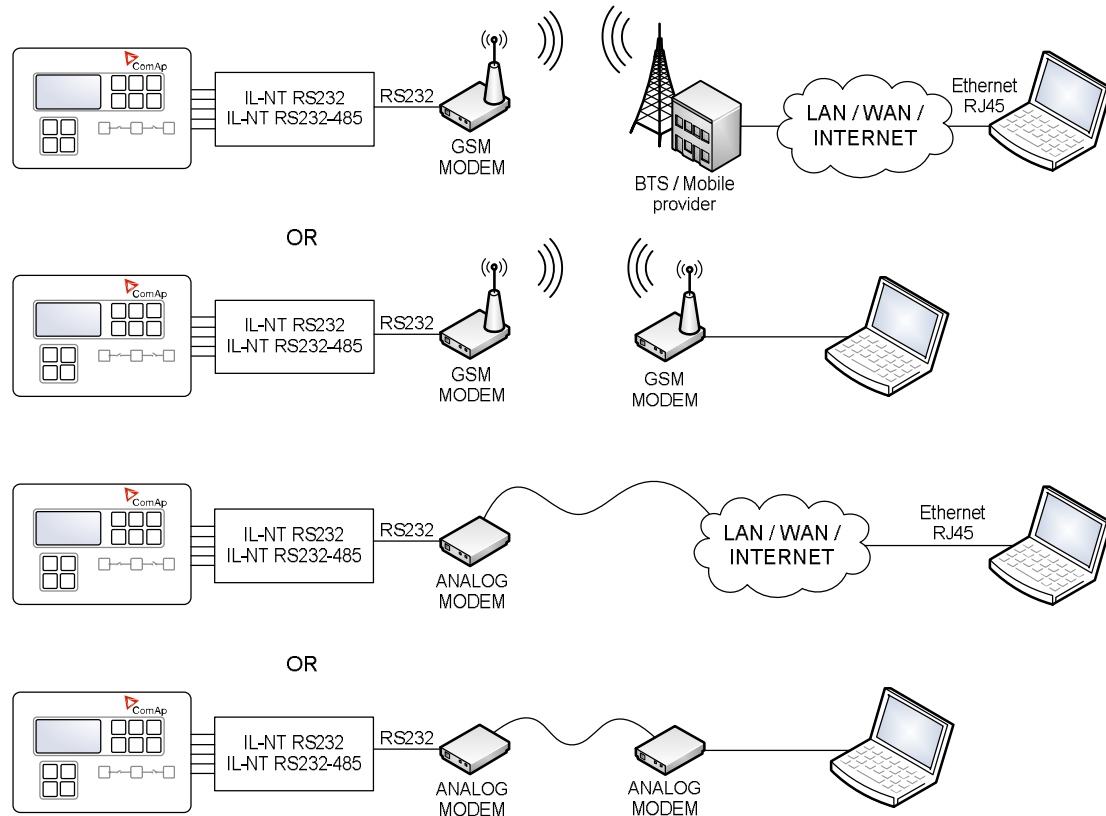 ComAp
IL-NT RS232
IL-NT RS232-485
RS232
GSM
MODEM
BTS / Mobile
provider
LAN / WAN /
INTERNET
Ethernet
RJ45
OR
ComAp
IL-NT RS232
IL-NT RS232-485
RS232
GSM
MODEM
GSM
MODEM
ComAp
IL-NT RS232
IL-NT RS232-485
RS232
ANALOG
MODEM
LAN / WAN /
INTERNET
Ethernet
RJ45
OR
ComAp
IL-NT RS232
IL-NT RS232-485
RS232
ANALOG
MODEM
ANALOG
MODEM